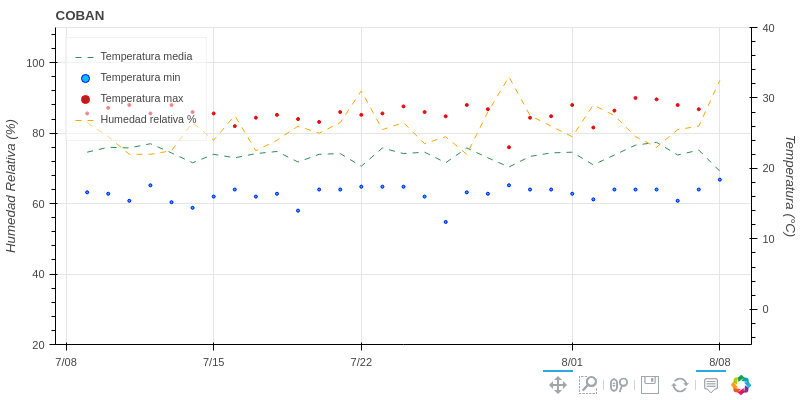 COBAN
Temperatura media
Temperatura min
Temperatura max
Humedad relativa %
Humedad Relativa (%)
100
80
60
40
20
Temperatura (°C)
40
30
20
10
0
7/08
7/15
7/22
8/01
8/08